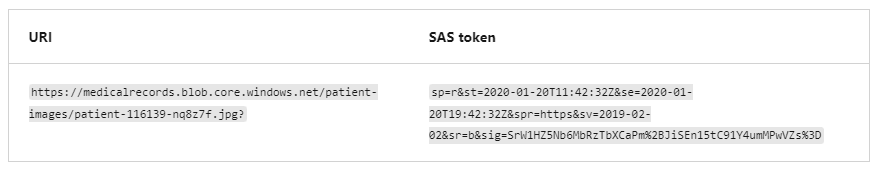 URI
SAS token
https://medicalrecords.blob.core.windows.net/patient-
images/patient-116139-nq8z7f.jpg?
sp=r&st=2020-01-20T11:42:32Z&se=2020-01-
20T19:42:32Z&spr=https&sv=2019-02-
02&sr=b&sig=SrW1HZ5Nb6MbRzTbXCaPm%2BJiSEn15tC91Y4umMPwVZs%3D